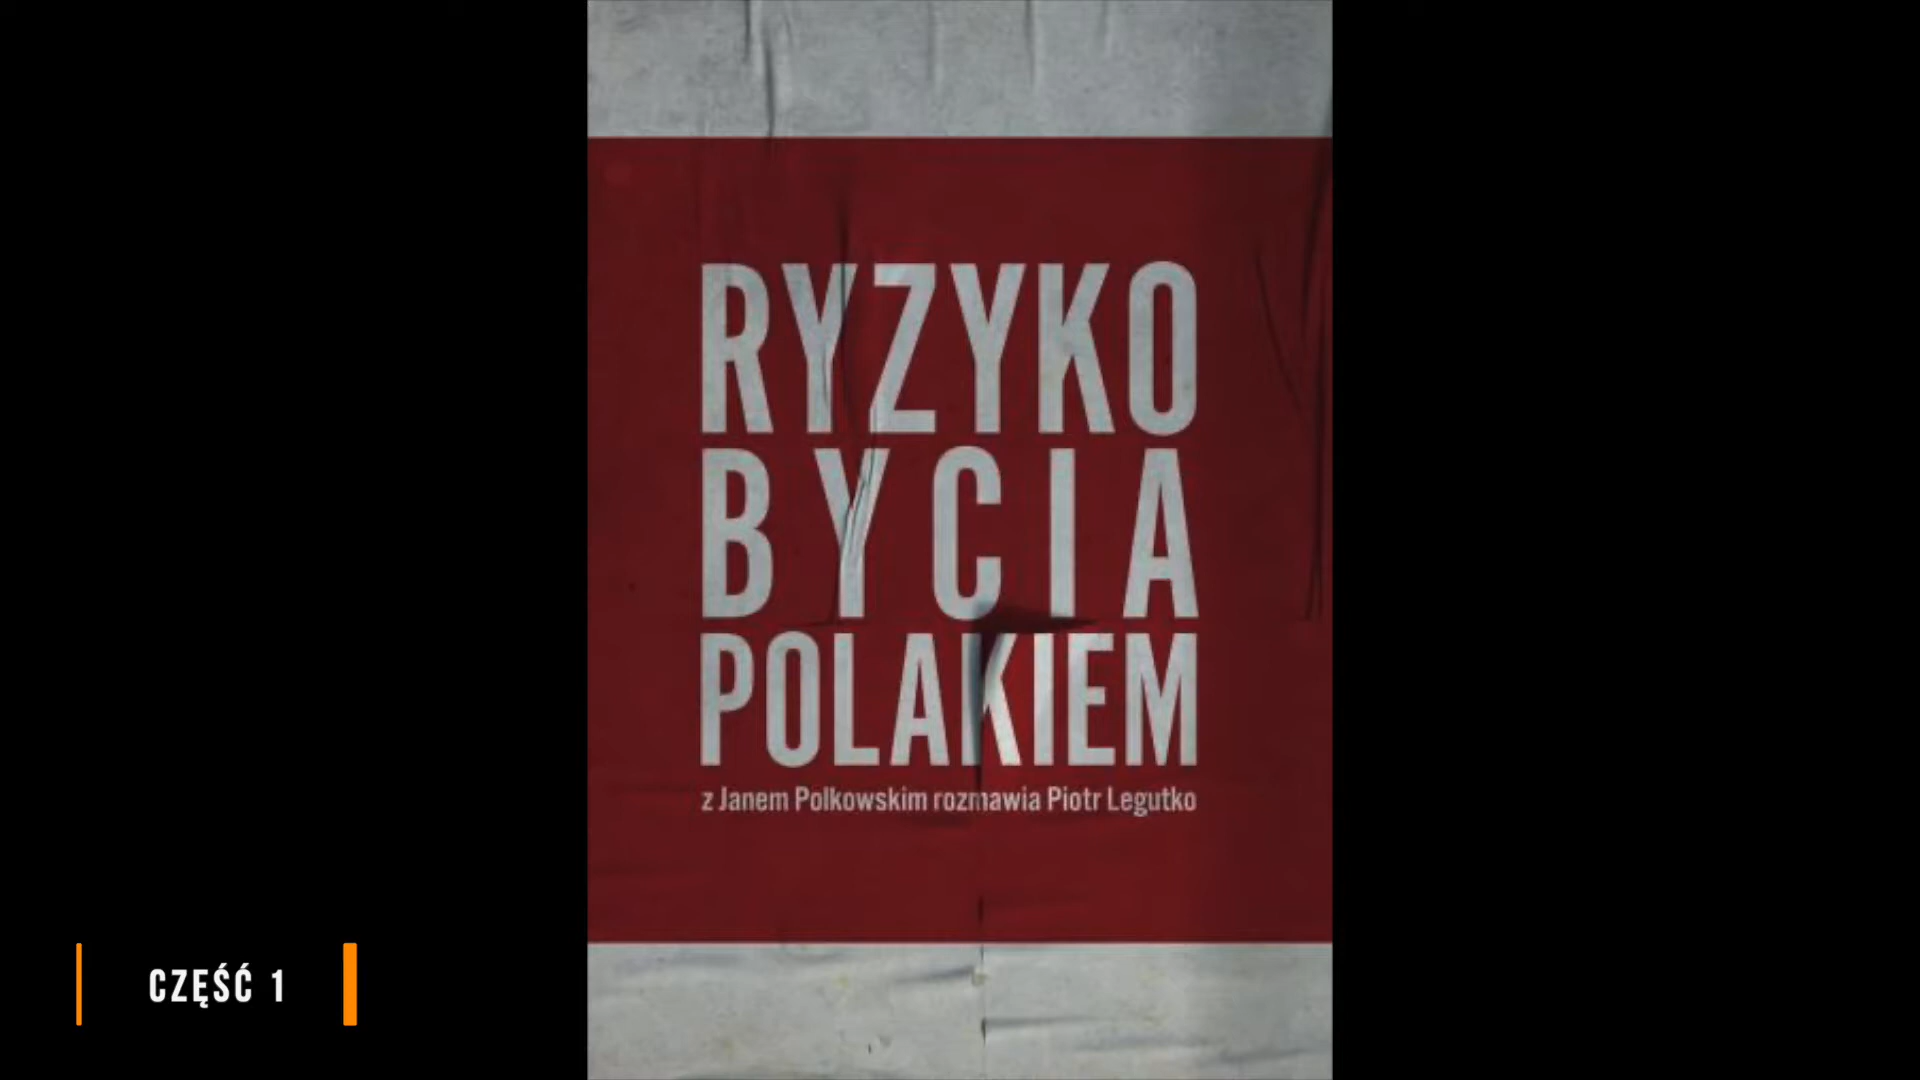 RYZYKO
BYCIA
POLAKIEM
z Janem Polkowskim rozmawia Piotr Legutko
CZĘŚĆ 1